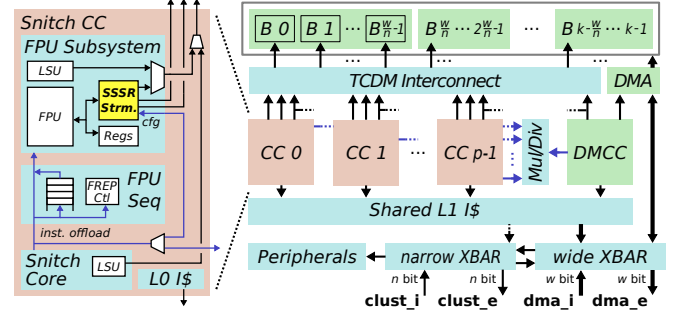 Snitch CC
FPU Subsystem
LSU
FPU
SSSR
Strm.
cfg
Regs
FREP
Ctl
FPU
Seq
inst. offload
Snitch
Core
LSU
L0 I$
B 0
B 1
...
B w/n-1
B w/n ... 2w/n-1
...
B k-w/n ... k-1
TCDM Interconnect
DMA
CC 0
CC 1
...
CC p-1
Mul/Div
DMCC
Shared L1 I$
Peripherals
narrow XBAR
wide XBAR
n bit
n bit
w bit
w bit
clust_i
clust_e
dma_i
dma_e